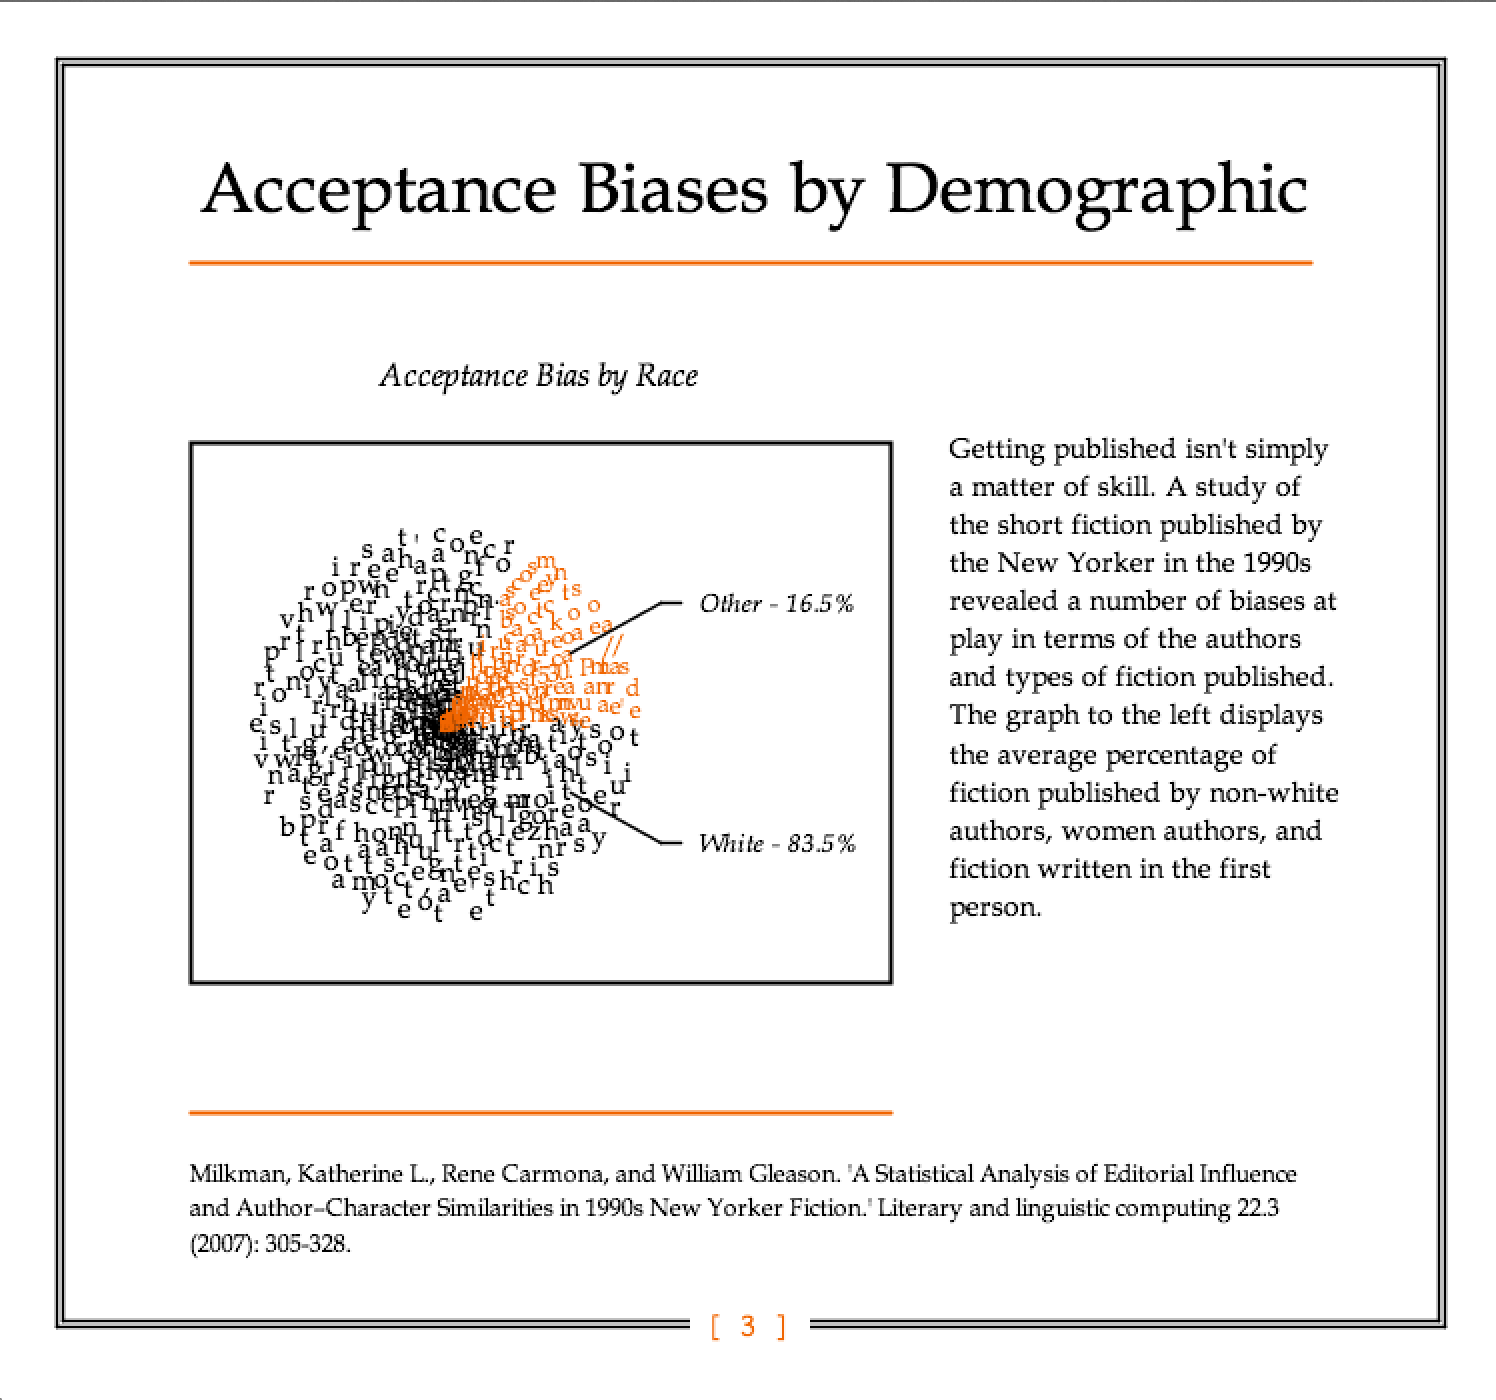 Acceptance Biases by Demographic
Acceptance Bias by Race
Other - 16.5%
White - 83.5%
Getting published isn't simply
a matter of skill. A study of
the short fiction published by
the New Yorker in the 1990s
revealed a number of biases at
play in terms of the authors
and types of fiction published.
The graph to the left displays
the average percentage of
fiction published by non-white
authors, women authors, and
fiction written in the first
person.
Milkman, Katherine L., Rene Carmona, and William Gleason. 'A Statistical Analysis of Editorial Influence
and Author–Character Similarities in 1990s New Yorker Fiction.' Literary and linguistic computing 22.3
(2007): 305-328.
[ 3 ]